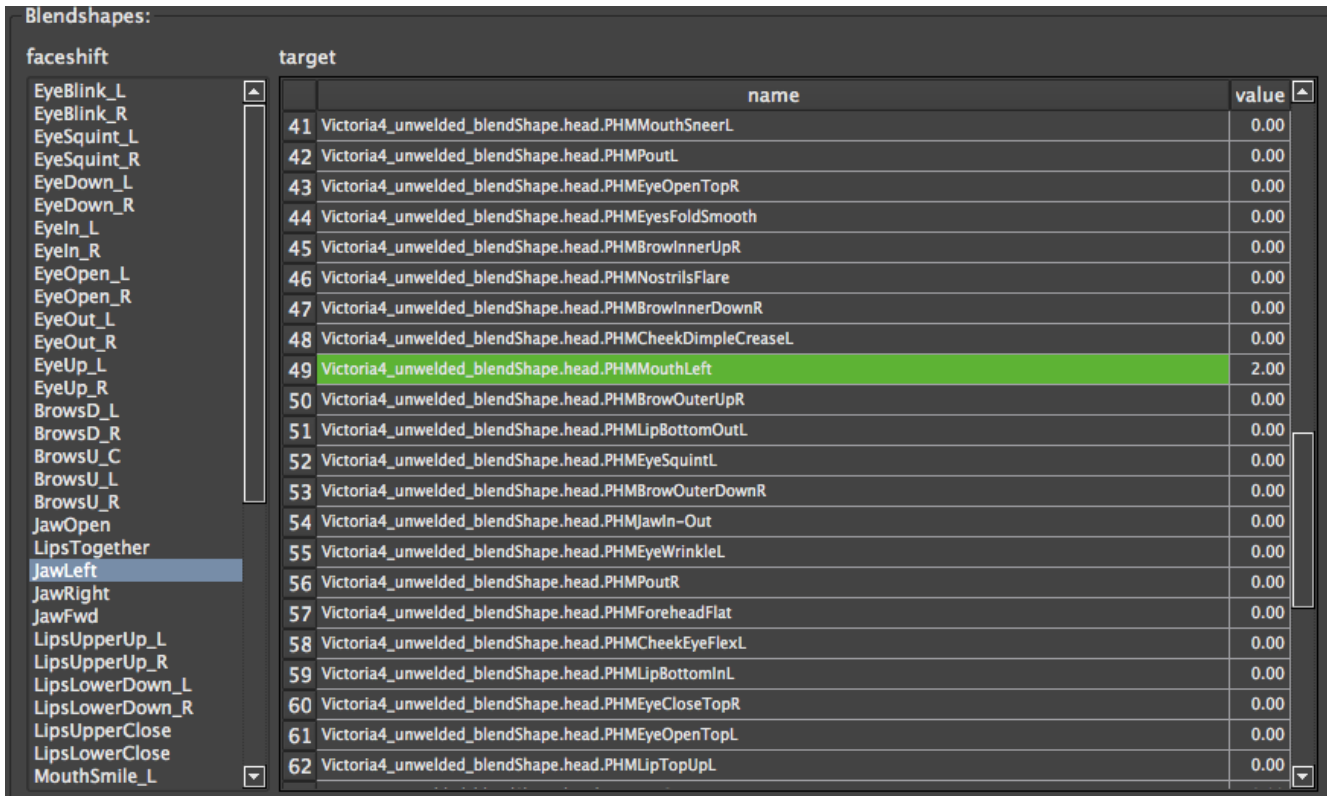 Blendshapes:
faceshift
target
EyeBlink_L
EyeBlink_R
EyeSquint_L
EyeSquint_R
EyeDown_L
EyeDown_R
EyeIn_L
EyeIn_R
EyeOpen_L
EyeOpen_R
EyeOut_L
EyeOut_R
EyeUp_L
EyeUp_R
BrowsD_L
BrowsD_R
BrowsU_C
BrowsU_L
BrowsU_R
JawOpen
LipsTogether
JawLeft
JawRight
JawFwd
LipsUpperUp_L
LipsUpperUp_R
LipsLowerDown_L
LipsLowerDown_R
LipsUpperClose
LipsLowerClose
MouthSmile_L
name value
41 Victoria4_unwelded_blendShape.head.PHMMouthSneerL 0.00
42 Victoria4_unwelded_blendShape.head.PHMPoutL 0.00
43 Victoria4_unwelded_blendShape.head.PHMEyeOpenTopR 0.00
44 Victoria4_unwelded_blendShape.head.PHMEyesFoldSmooth 0.00
45 Victoria4_unwelded_blendShape.head.PHMBrowInnerUpR 0.00
46 Victoria4_unwelded_blendShape.head.PHMNostrilsFlare 0.00
47 Victoria4_unwelded_blendShape.head.PHMBrowInnerDownR 0.00
48 Victoria4_unwelded_blendShape.head.PHMCheekDimpleCreaseL 0.00
49 Victoria4_unwelded_blendShape.head.PHMMouthLeft 2.00
50 Victoria4_unwelded_blendShape.head.PHMBrowOuterUpR 0.00
51 Victoria4_unwelded_blendShape.head.PHMLipBottomOutL 0.00
52 Victoria4_unwelded_blendShape.head.PHMEyeSquintL 0.00
53 Victoria4_unwelded_blendShape.head.PHMBrowOuterDownR 0.00
54 Victoria4_unwelded_blendShape.head.PHMJawIn-Out 0.00
55 Victoria4_unwelded_blendShape.head.PHMEyeWrinkleL 0.00
56 Victoria4_unwelded_blendShape.head.PHMPoutR 0.00
57 Victoria4_unwelded_blendShape.head.PHMForeheadFlat 0.00
58 Victoria4_unwelded_blendShape.head.PHMCheekEyeFlexL 0.00
59 Victoria4_unwelded_blendShape.head.PHMLipBottomInL 0.00
60 Victoria4_unwelded_blendShape.head.PHMEyeCloseTopR 0.00
61 Victoria4_unwelded_blendShape.head.PHMEyeOpenTopL 0.00
62 Victoria4_unwelded_blendShape.head.PHMLipTopUpL 0.00